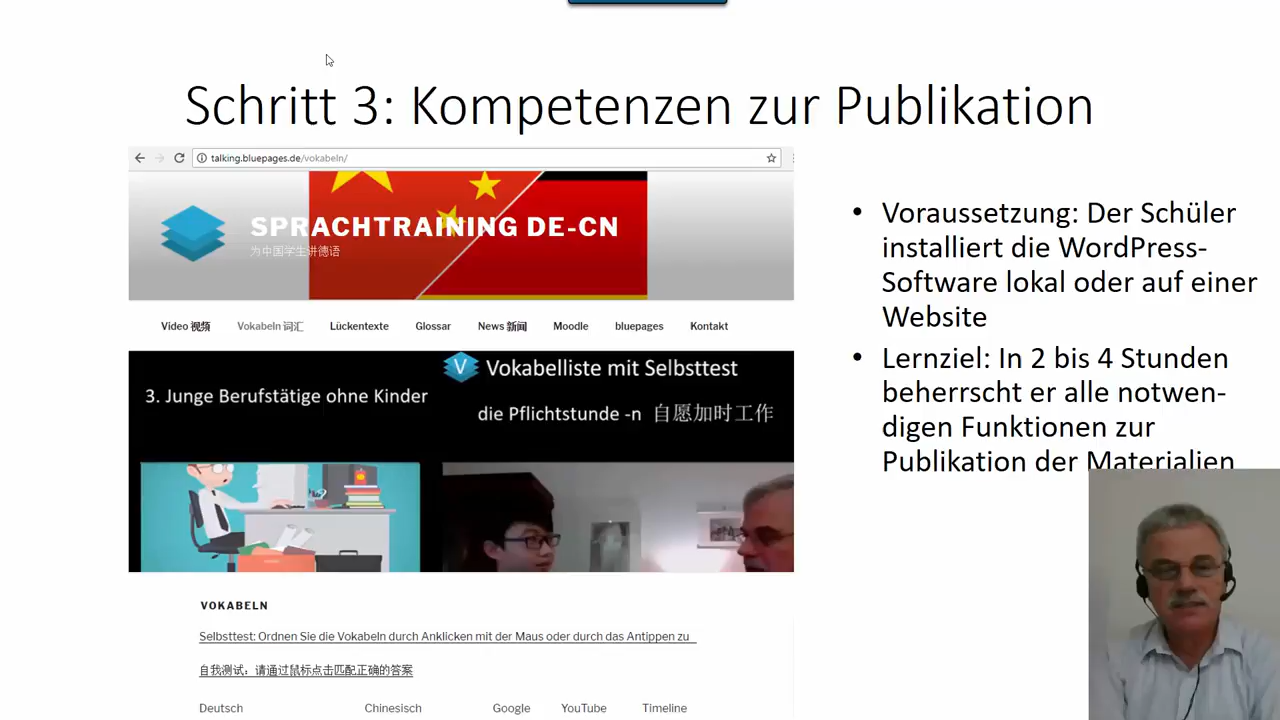 Schritt 3: Kompetenzen zur Publikation
talking.bluepages.de/vokabeln/
SPRACHTRAINING DE-CN
为中国学生讲德语
Video 视频
Vokabeln 词汇
Lückentexte
Glossar
News 新闻
Moodle
bluepages
Kontakt
3. Junge Berufstätige ohne Kinder
V Vokabelliste mit Selbsttest
die Pflichtstunde -n 自愿加时工作
VOKABELN
Selbsttest: Ordnen Sie die Vokabeln durch Anklicken mit der Maus oder durch das Antippen zu
自我测试：请通过鼠标点击匹配正确的答案
Deutsch
Chinesisch
Google
YouTube
Timeline
• Voraussetzung: Der Schüler
installiert die WordPress-
Software lokal oder auf einer
Website
• Lernziel: In 2 bis 4 Stunden
beherrscht er alle notwen-
digen Funktionen zur
Publikation der Materialien